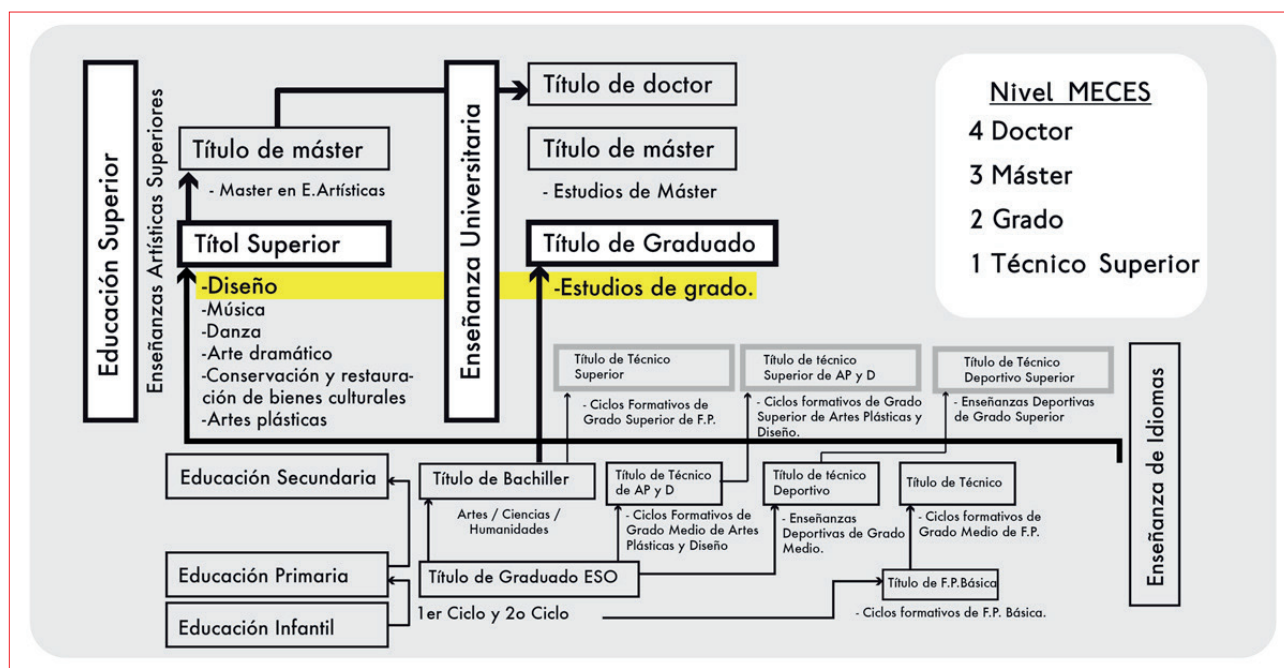 Educación Superior
Enseñanzas Artísticas Superiores
Título de máster
- Master en E.Artísticas
Títol Superior
-Diseño
-Música
-Danza
-Arte dramático
-Conservación y restaura-
ción de bienes culturales
-Artes plásticas
Enseñanza Universitaria
Título de doctor
Título de máster
- Estudios de Máster
Título de Graduado
-Estudios de grado.
Nivel MECES
4 Doctor
3 Máster
2 Grado
1 Técnico Superior
Título de Técnico
Superior
- Ciclos Formativos de
Grado Superior de F.P.
Título de técnico
Superior de AP y D
- Ciclos formativos de Grado
Superior de Artes Plásticas y
Diseño.
Título de Técnico
Deportivo Superior
- Enseñanzas Deportivas
de Grado Superior
Enseñanza de Idiomas
Educación Secundaria
Título de Bachiller
Artes / Ciencias /
Humanidades
Título de Técnico
de AP y D
- Ciclos Formativos de
Grado Medio de Artes
Plásticas y Diseño
Título de técnico
Deportivo
- Enseñanzas
Deportivas de Grado
Medio.
Título de Técnico
- Ciclos formativos de
Grado Medio de F.P.
Educación Primaria
Título de Graduado ESO
Título de F.P.Básica
Educación Infantil
1er Ciclo y 2o Ciclo
- Ciclos formativos de F.P. Básica.